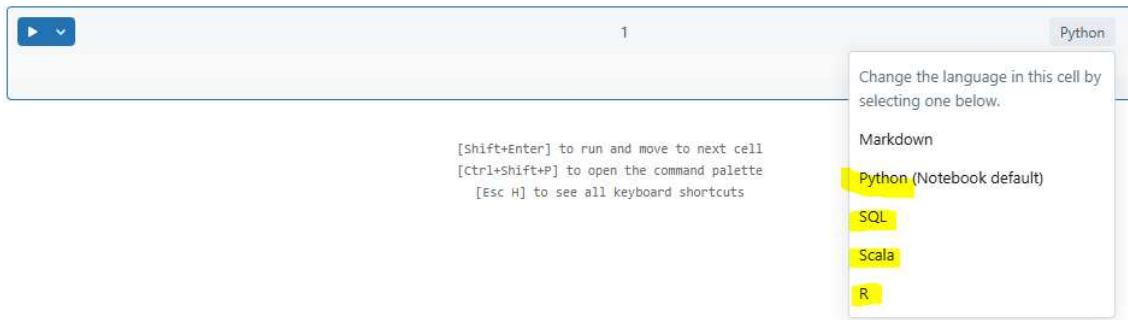 1
Python
Change the language in this cell by
selecting one below.
Markdown
Python (Notebook default)
SQL
Scala
R
[Shift+Enter] to run and move to next cell
[Ctrl+Shift+P] to open the command palette
[Esc H] to see all keyboard shortcuts